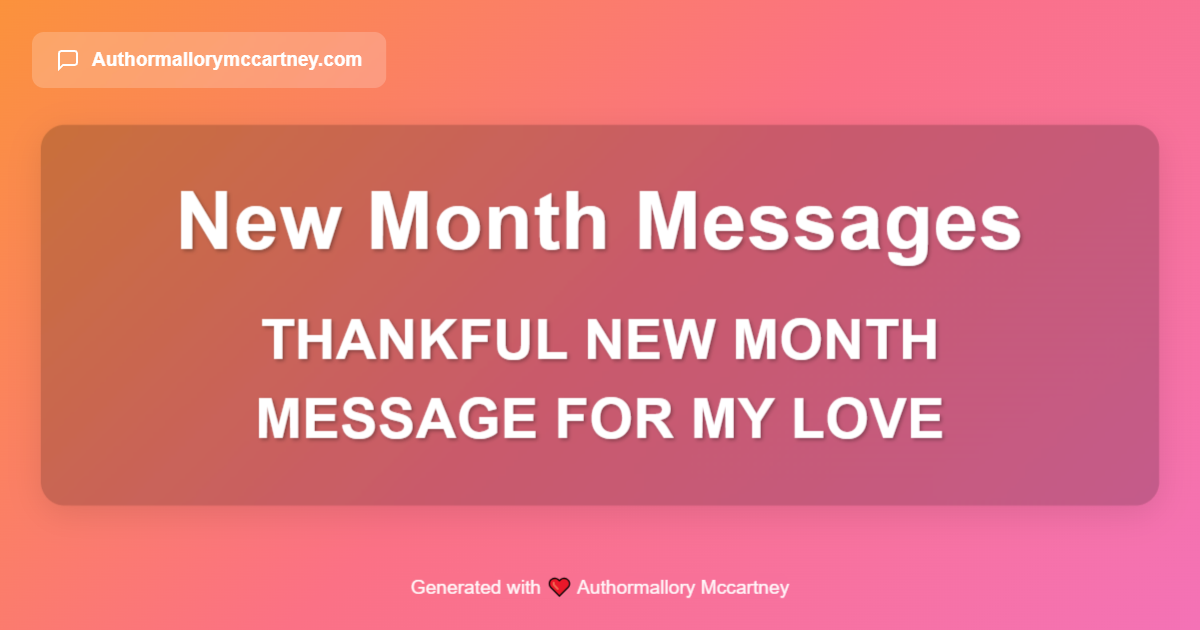 Authormallorymccartney.com
New Month Messages
THANKFUL NEW MONTH
MESSAGE FOR MY LOVE
Generated with ❤️ Authormallory Mccartney